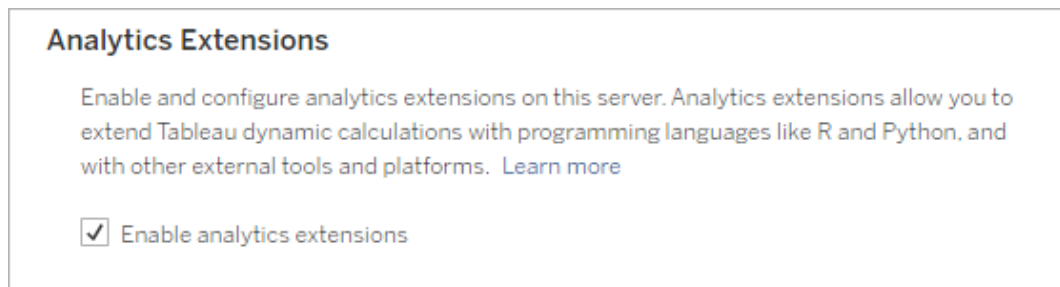 Analytics Extensions
Enable and configure analytics extensions on this server. Analytics extensions allow you to
extend Tableau dynamic calculations with programming languages like R and Python, and
with other external tools and platforms. Learn more
Enable analytics extensions